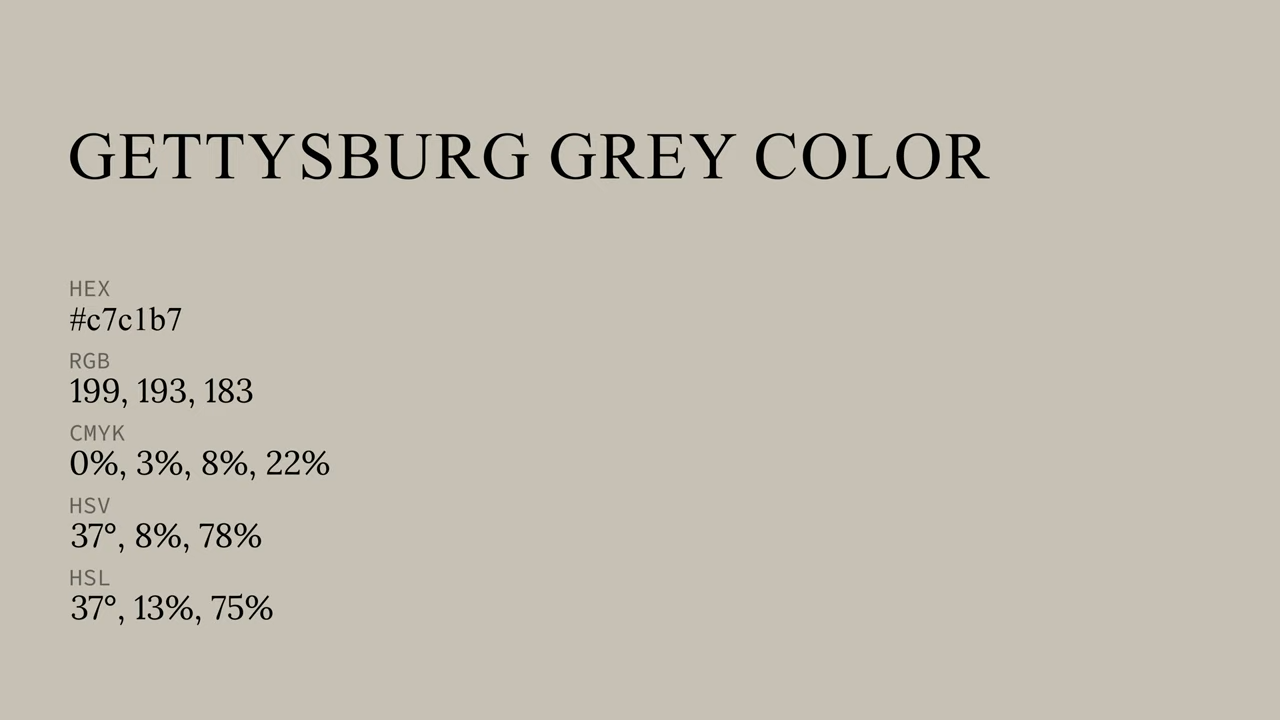 GETTYSBURG GREY COLOR
HEX
#c7c1b7
RGB
199, 193, 183
CMYK
0%, 3%, 8%, 22%
HSV
37°, 8%, 78%
HSL
37°, 13%, 75%